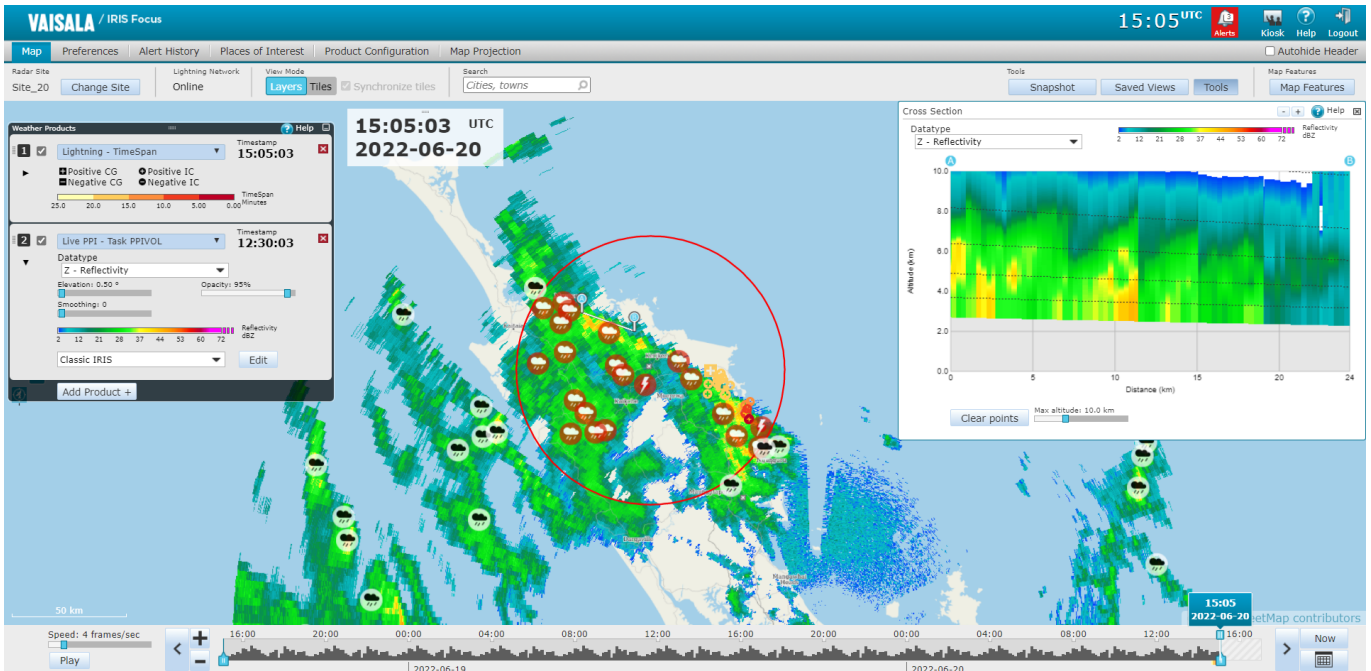 VAISALA / IRIS Focus
15:05 UTC
Alerts
Kiosk Help Logout
Map Preferences Alert History Places of Interest Product Configuration Map Projection
Autohide Header
Radar Site
Site_20
Change Site
Lightning Network
Online
View Mode
Layers Tiles
Synchronize tiles
Search
Cities, towns
Tools
Snapshot Saved Views Tools
Map Features
Map Features
15:05:03 UTC
2022-06-20
Weather Products
Help
1
Lightning - TimeSpan
Timestamp
15:05:03
Positive CG Positive IC
Negative CG Negative IC
TimeSpan
Minutes
25.0 20.0 15.0 10.0 5.00 0.00
2
Live PPI - Task PPIVOL
Timestamp
12:30:03
Datatype
Z - Reflectivity
Elevation: 0.50 °
Opacity: 95%
Smoothing: 0
Reflectivity
dBZ
2 12 21 28 37 44 53 60 72
Classic IRIS
Edit
Add Product +
Cross Section
- +
Help
Datatype
Z - Reflectivity
Reflectivity
dBZ
2 12 21 28 37 44 53 60 72
A
B
10.0
8.0
6.0
4.0
2.0
0.0
Altitude (km)
0 5 10 15 20 24
Distance (km)
Clear points
Max altitude: 10.0 km
50 km
15:05
2022-06-20
eetMap contributors
Speed: 4 frames/sec
Play
16:00 20:00 00:00 04:00 08:00 12:00 16:00 20:00 00:00 04:00 08:00 12:00 16:00
2022-06-19
2022-06-20
Now